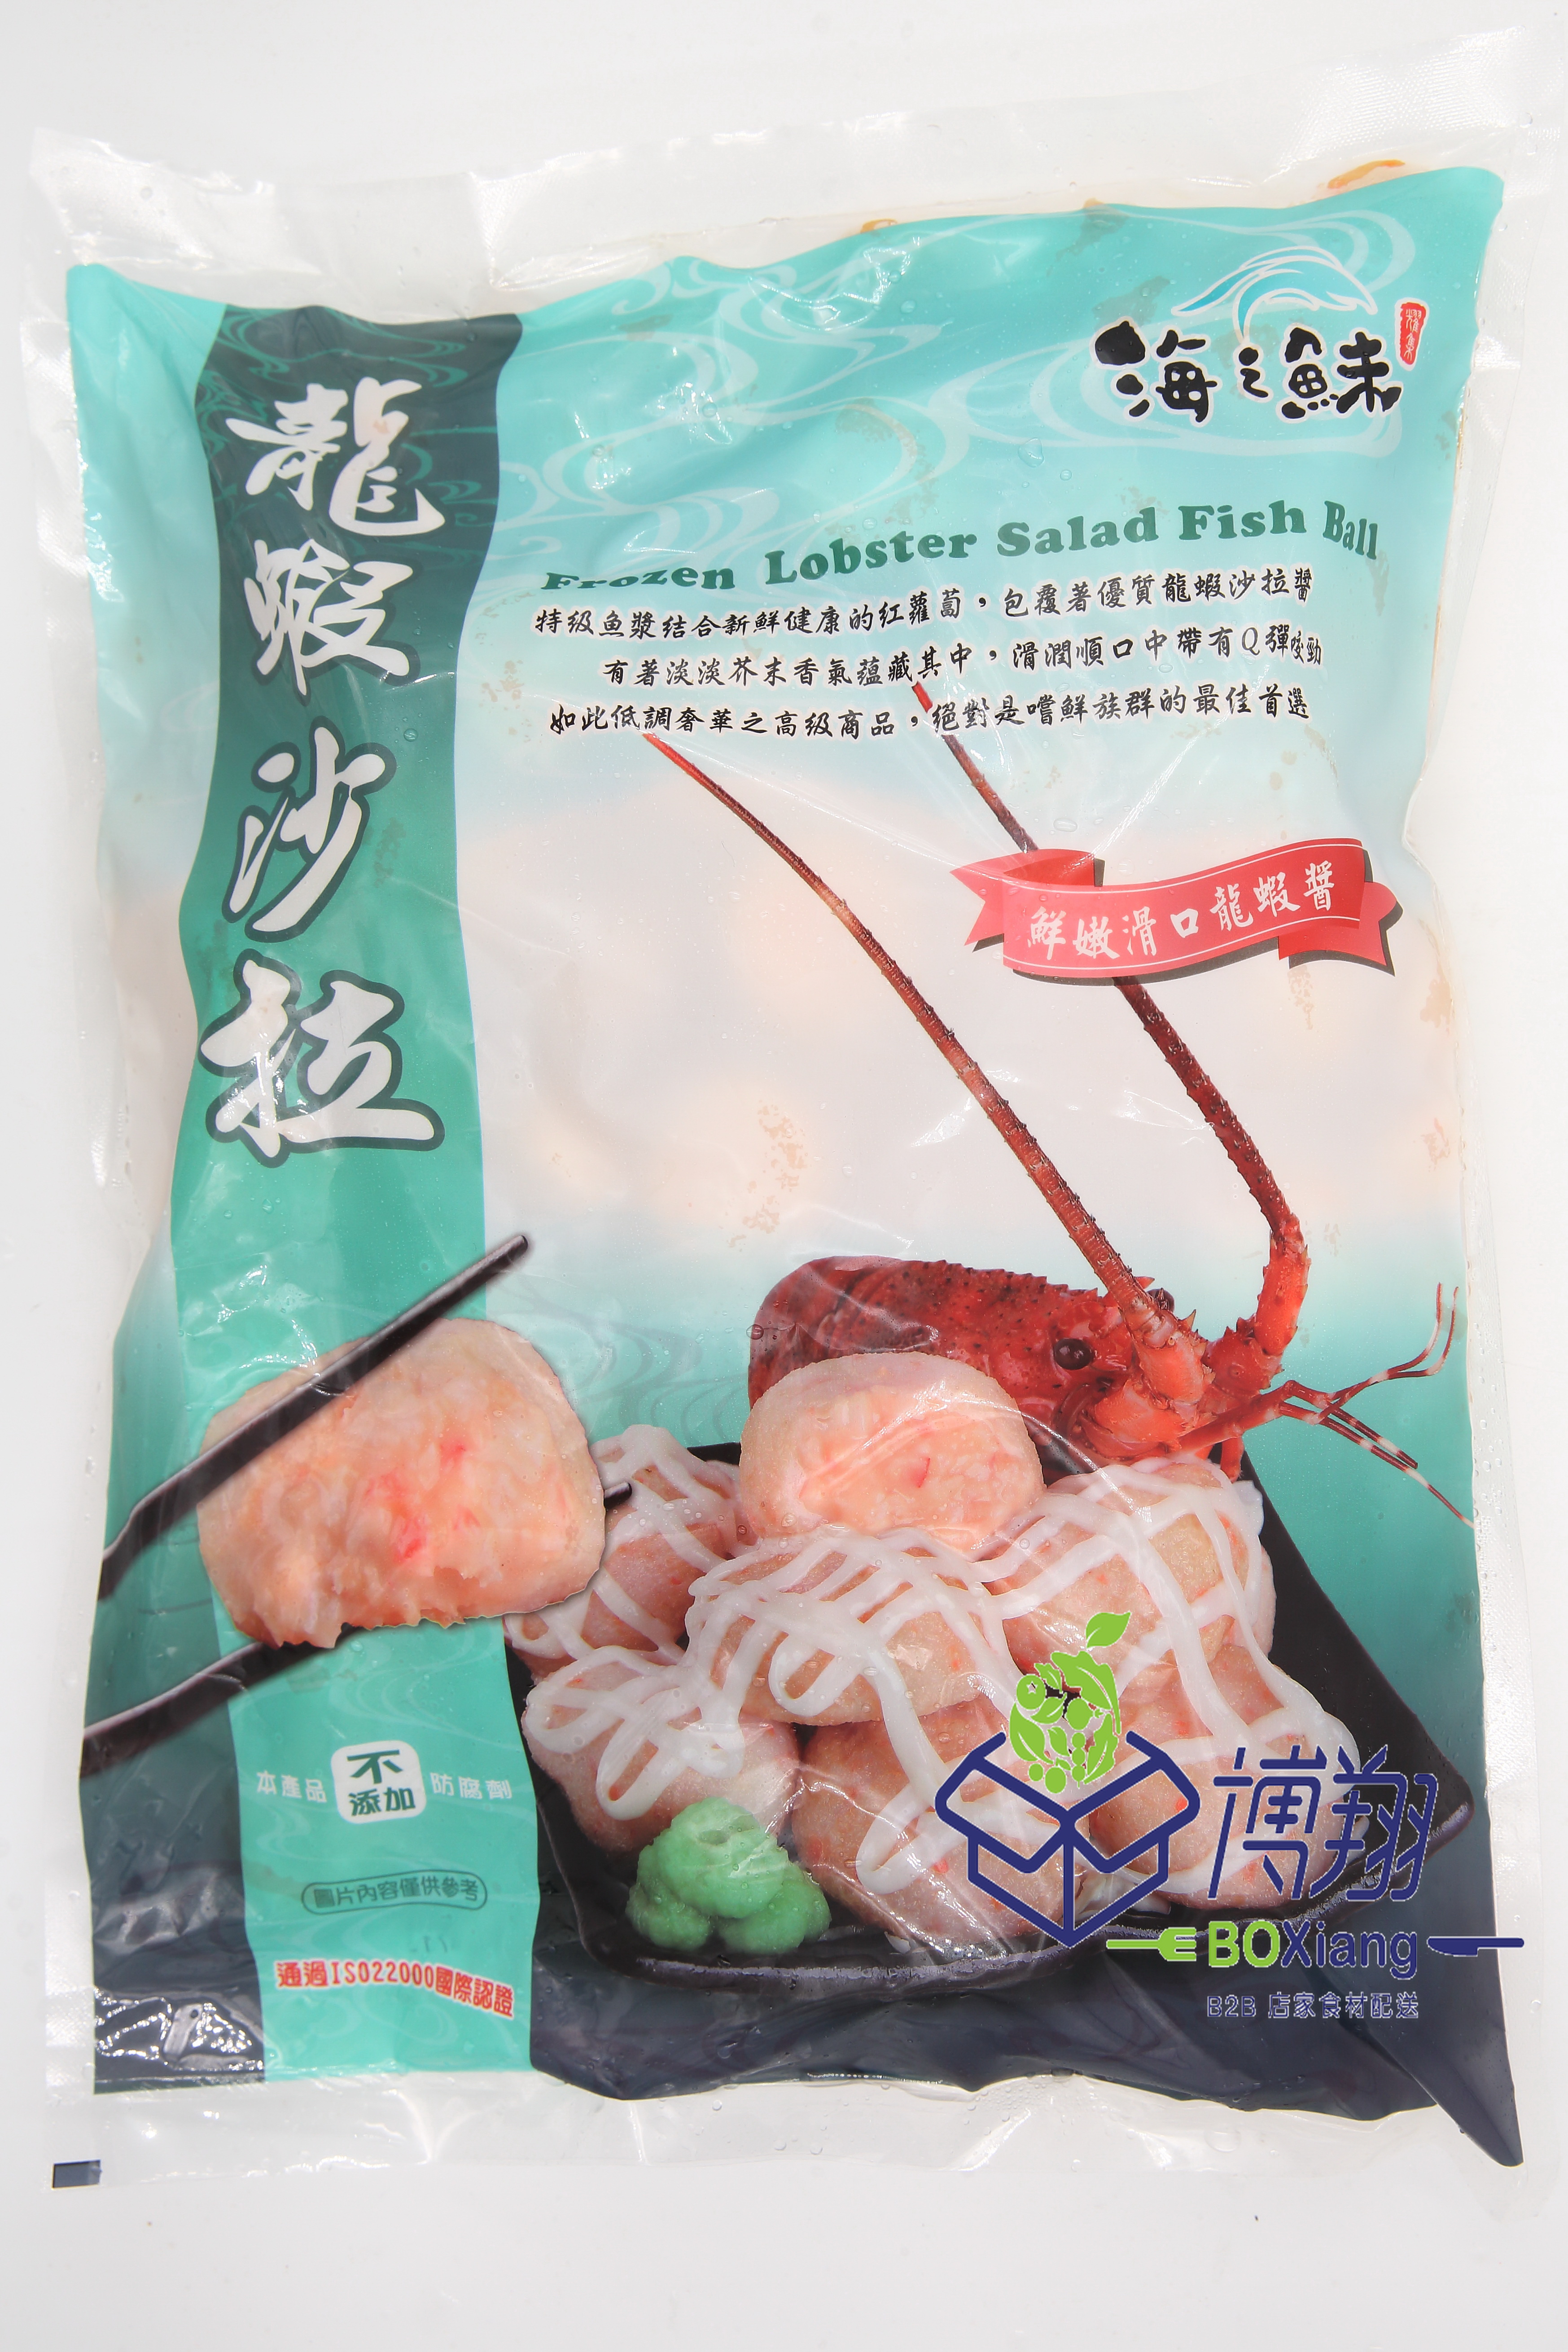 海之鮇
龍蝦沙拉
Frozen Lobster Salad Fish Ball
特級魚漿結合新鮮健康的紅蘿蔔，包覆著優質龍蝦沙拉醬
有著淡淡芥末香氣蘊藏其中，滑潤順口中帶有Q彈咬勁
如此低調奢華之高級商品，絕對是嚐鮮族群的最佳首選
鮮嫩滑口龍蝦醬
本產品 不添加 防腐劑
圖片內容僅供參考
通過ISO22000國際認證
博翔
BOXiang
B2B 店家食材配送